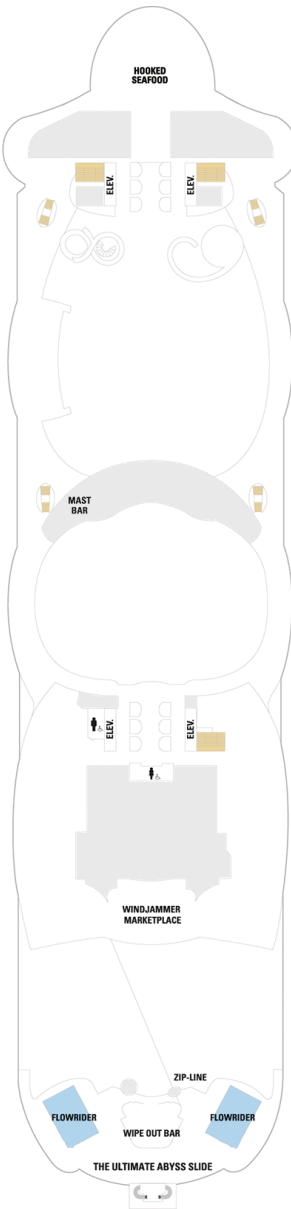 HOOKED
SEAFOOD
ELEV.
ELEV.
MAST
BAR
ELEV.
ELEV.
WINDJAMMER
MARKETPLACE
ZIP-LINE
FLOWRIDER
FLOWRIDER
WIPE OUT BAR
THE ULTIMATE ABYSS SLIDE